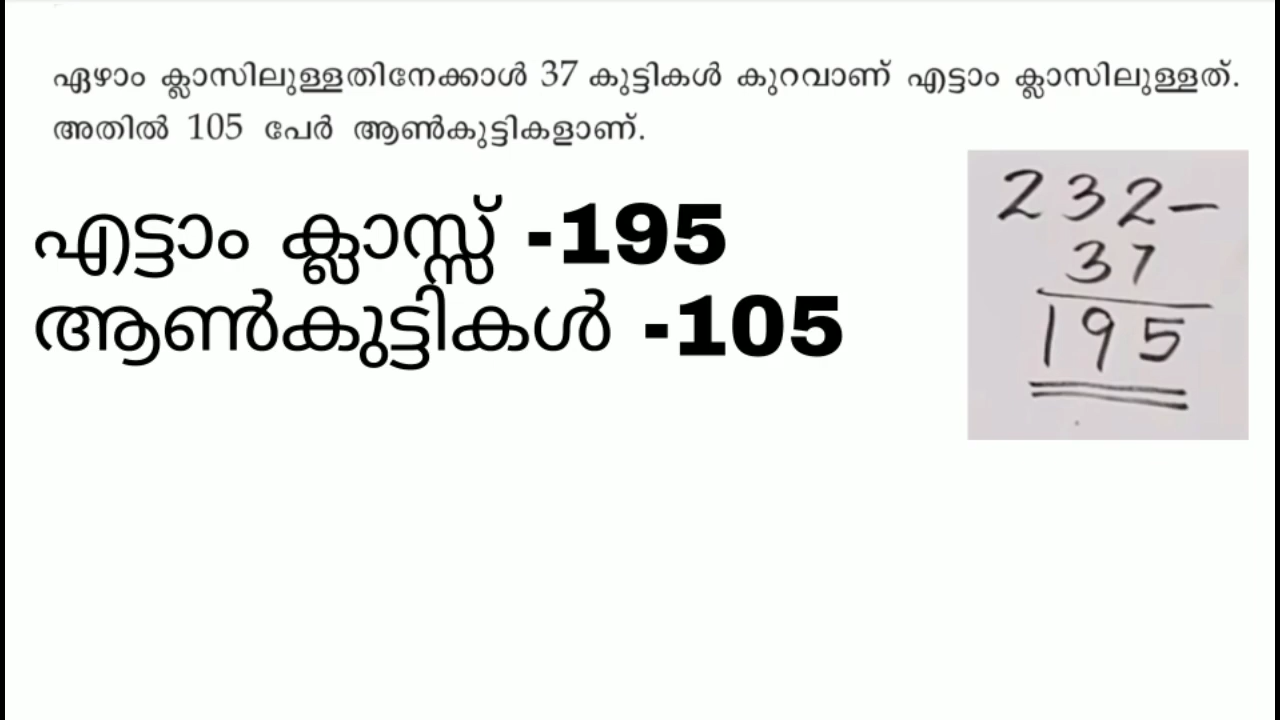 ഏഴാം ക്ലാസിലുള്ളതിനേക്കാൾ 37 കുട്ടികൾ കുറവാണ് എട്ടാം ക്ലാസിലുള്ളത്.
അതിൽ 105 പേർ ആൺകുട്ടികളാണ്.
എട്ടാം ക്ലാസ്സ് -195
ആൺകുട്ടികൾ -105
232-
37
195